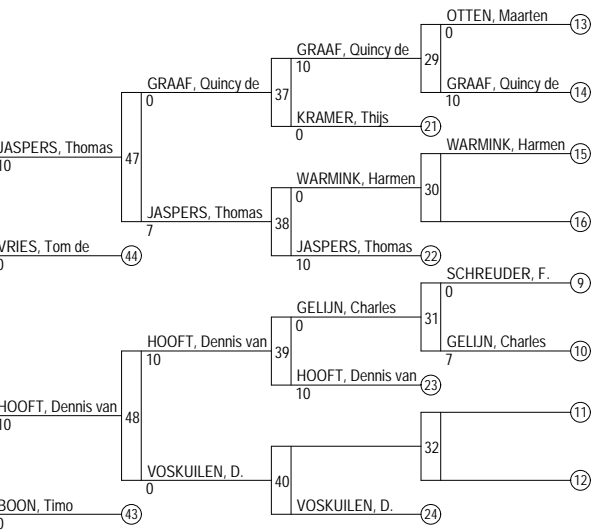 OTTEN, Maarten
13
0
GRAAF, Quincy de
29
10
GRAAF, Quincy de
14
GRAAF, Quincy de
10
0
37
KRAMER, Thijs
21
0
JASPERS, Thomas
47
WARMINK, Harmen
15
10
WARMINK, Harmen
30
0
JASPERS, Thomas
38
16
7
VRIES, Tom de
44
JASPERS, Thomas
22
0
10
SCHREUDER, F.
9
0
GELIJN, Charles
31
0
HOOFT, Dennis van
39
GELIJN, Charles
10
10
7
HOOFT, Dennis van
23
10
HOOFT, Dennis van
48
11
10
32
VOSKUILEN, D.
40
12
0
BOON, Timo
43
VOSKUILEN, D.
24
0